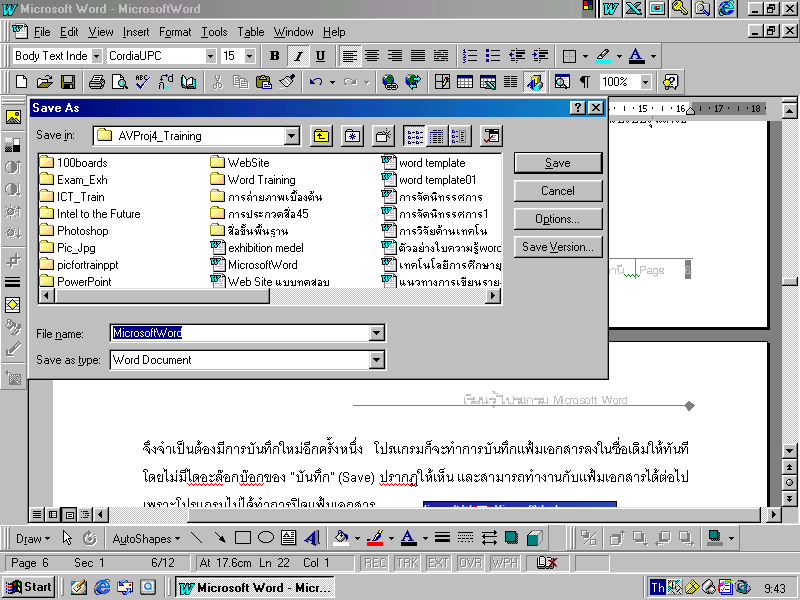 Microsoft Word - MicrosoftWord
File Edit View Insert Format Tools Table Window Help
Body Text Inde CordiaUPC 15 B I U
100%
Save As
15 16 17 18
Save in: AVProj4_Training
100boards
Exam_Exh
ICT_Train
Intel to the Future
Photoshop
Pic_Jpg
picfortrainppt
PowerPoint
WebSite
Word Training
การถ่ายภาพเบื้องต้น
การประกวดสื่อ45
สื่อขั้นพื้นฐาน
exhibition medel
MicrosoftWord
Web Site แบบทดสอบ
word template
word template01
การจัดนิทรรศการ
การจัดนิทรรศการ1
การวิจัยด้านเทคโน
ตัวอย่างใบความรู้word
เทคโนโลยีการศึกษายุ
แนวทางการเขียนราย
Save
Cancel
Options...
Save Version...
File name: MicrosoftWord
Save as type: Word Document
Page
เรียนรู้โปรแกรม Microsoft Word
จึงจำเป็นต้องมีการบันทึกใหม่อีกครั้งหนึ่ง โปรแกรมก็จะทำการบันทึกแฟ้มเอกสารลงในชื่อเดิมให้ทันที
โดยไม่มีไดอะล๊อกบ๊อกของ "บันทึก" (Save) ปรากฏให้เห็น และสามารถทำงานกับแฟ้มเอกสารได้ต่อไป
เพราะโปรแกรมไม่ได้ทำการปิดแฟ้มเอกสาร
Draw AutoShapes
Page 6 Sec 1 6/12 At 17.6cm Ln 22 Col 1 REC TRK EXT OVR WPH
Start Microsoft Word - Micr... Th 9:43